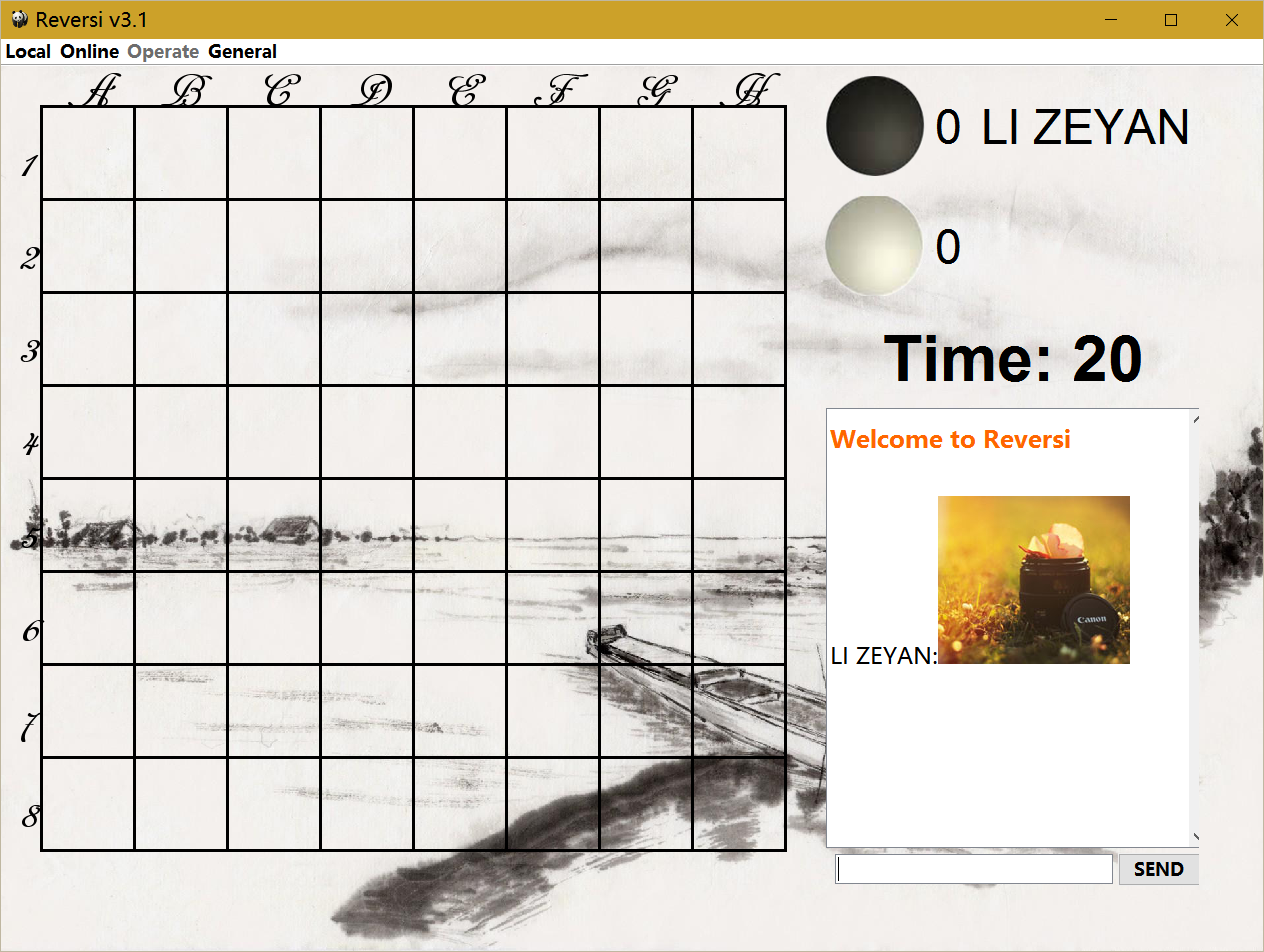 Reversi v3.1
Local Online Operate General
A B C D E F G H
1
2
3
4
5
6
7
8
0 LI ZEYAN
0
Time: 20
Welcome to Reversi
Canon
LI ZEYAN:
SEND